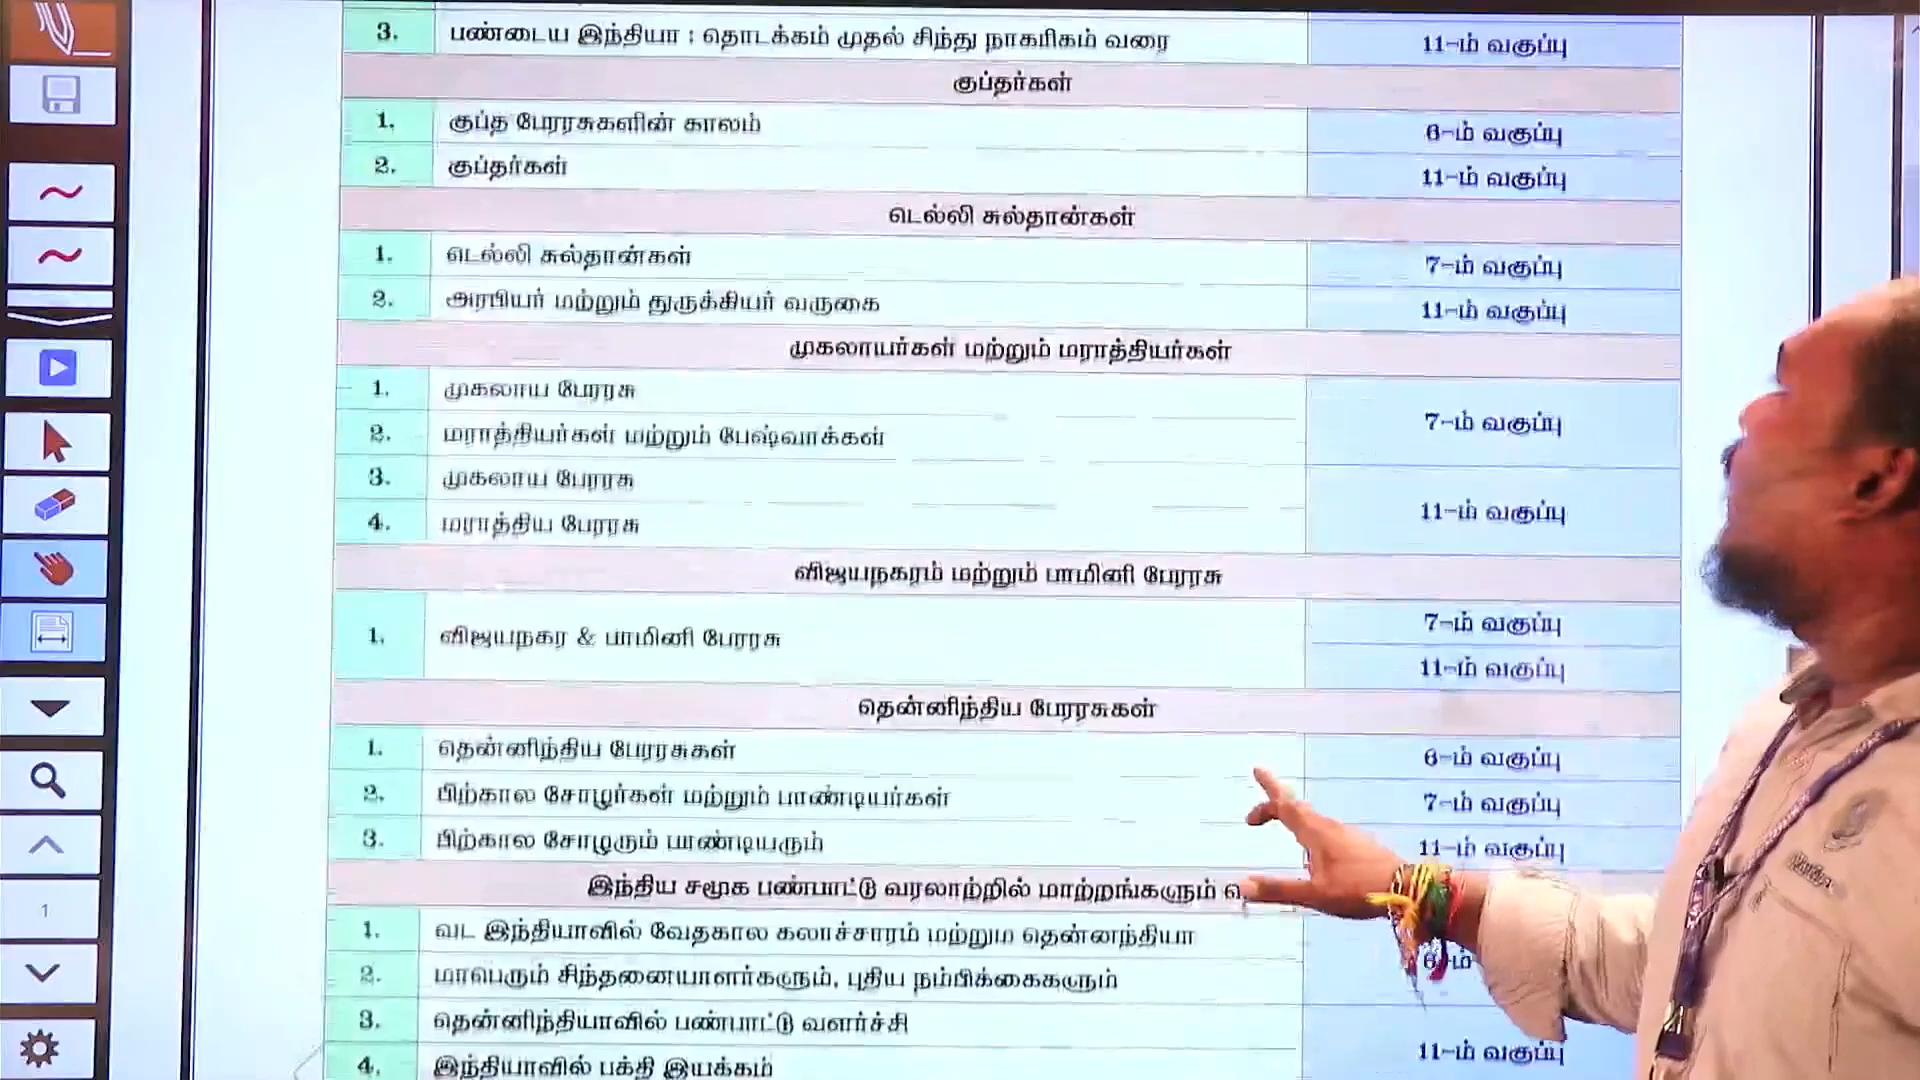 3. பண்டைய இந்தியா : தொடக்கம் முதல் சிந்து நாகரிகம் வரை 11-ம் வகுப்பு
குப்தர்கள்
1. குப்த பேரரசுகளின் காலம் 6-ம் வகுப்பு
2. குப்தர்கள் 11-ம் வகுப்பு
டெல்லி சுல்தான்கள்
1. டெல்லி சுல்தான்கள் 7-ம் வகுப்பு
2. அரபியர் மற்றும் துருக்கியர் வருகை 11-ம் வகுப்பு
முகலாயர்கள் மற்றும் மராத்தியர்கள்
1. முகலாய பேரரசு 7-ம் வகுப்பு
2. மராத்தியர்கள் மற்றும் பேஷ்வாக்கள்
3. முகலாய பேரரசு 11-ம் வகுப்பு
4. மராத்திய பேரரசு
விஜயநகரம் மற்றும் பாமினி பேரரசு
1. விஜயநகர & பாமினி பேரரசு 7-ம் வகுப்பு
11-ம் வகுப்பு
தென்னிந்திய பேரரசுகள்
1. தென்னிந்திய பேரரசுகள் 6-ம் வகுப்பு
2. பிற்கால சோழர்கள் மற்றும் பாண்டியர்கள் 7-ம் வகுப்பு
3. பிற்கால சோழரும் பாண்டியரும் 11-ம் வகுப்பு
இந்திய சமூக பண்பாட்டு வரலாற்றில் மாற்றங்களும்
1. வட இந்தியாவில் வேதகால கலாச்சாரம் மற்றும் தென்னந்தியா
6-ம்
2. மாபெரும் சிந்தனையாளர்களும், புதிய நம்பிக்கைகளும்
3. தென்னிந்தியாவில் பண்பாட்டு வளர்ச்சி
11-ம் வகுப்பு
4. இந்தியாவில் பக்தி இயக்கம்
1